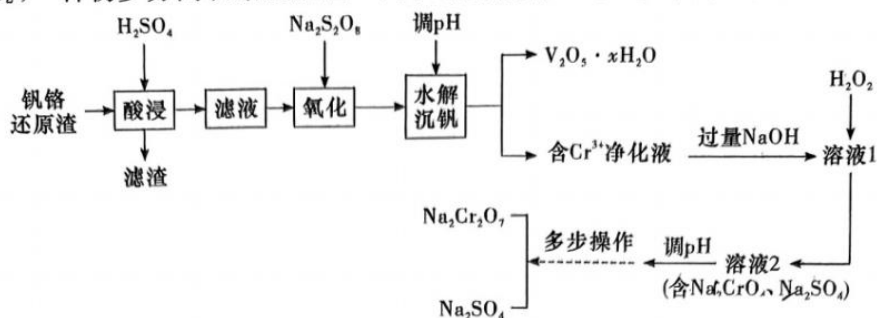 H₂SO₄ Na₂S₂O₈ 调pH
V₂O₅·xH₂O
钒铬
还原渣 酸浸 滤液 氧化 水解
沉钒
H₂O₂
滤渣 含Cr³⁺净化液 过量NaOH 溶液1
Na₂Cr₂O₇
多步操作 调pH 溶液2
(含Na₂CrO₄、Na₂SO₄)
Na₂SO₄